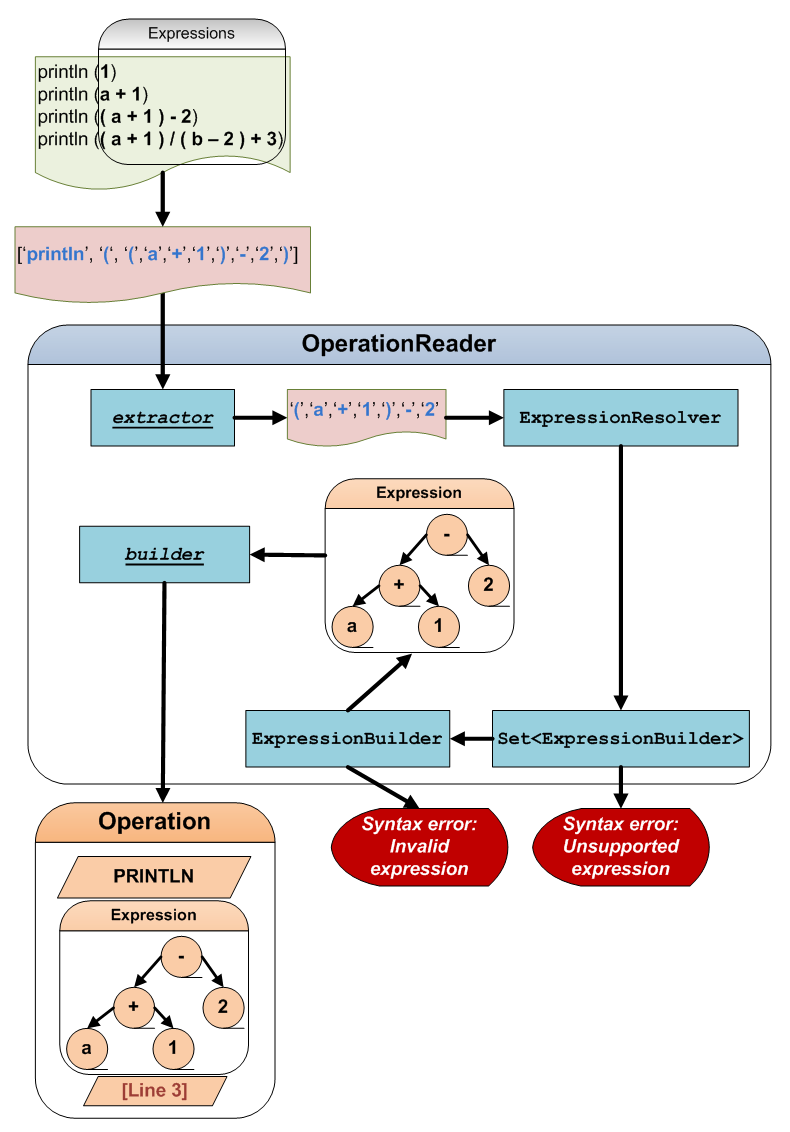 Expressions
println (1)
println (a + 1)
println (( a + 1 ) - 2)
println (( a + 1 ) / ( b – 2 ) + 3)
[‘println’, ‘(‘, ‘(’,‘a’,‘+’,‘1’,‘)’,‘-’,‘2’,‘)’]
OperationReader
extractor
‘(’,‘a’,‘+’,‘1’,‘)’,‘-’,‘2’
ExpressionResolver
Expression
-
builder
+
2
a
1
ExpressionBuilder
Set<ExpressionBuilder>
Operation
Syntax error:
Invalid
expression
Syntax error:
Unsupported
expression
PRINTLN
Expression
-
+
2
a
1
[Line 3]